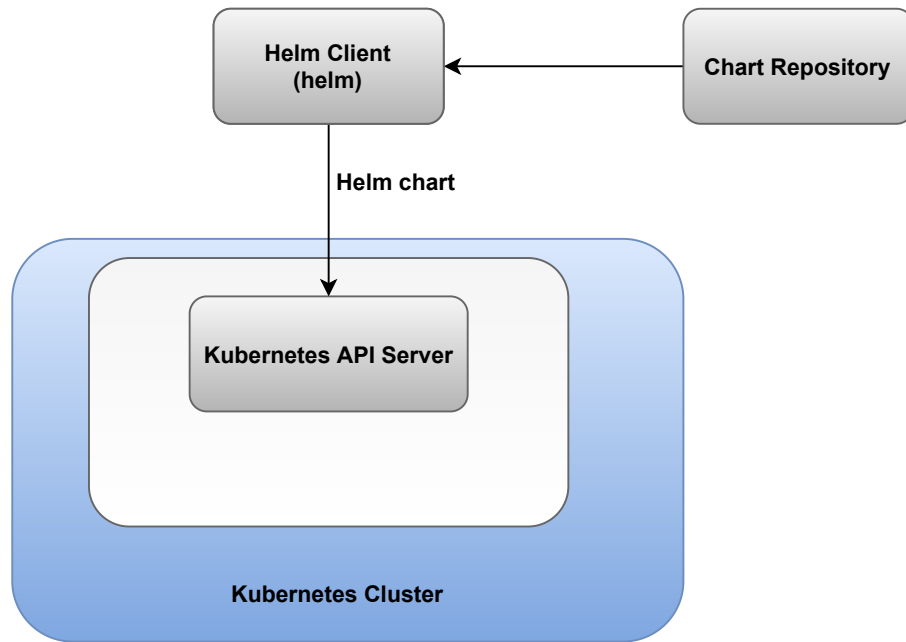 Helm Client
(helm)
Chart Repository
Helm chart
Kubernetes API Server
Kubernetes Cluster